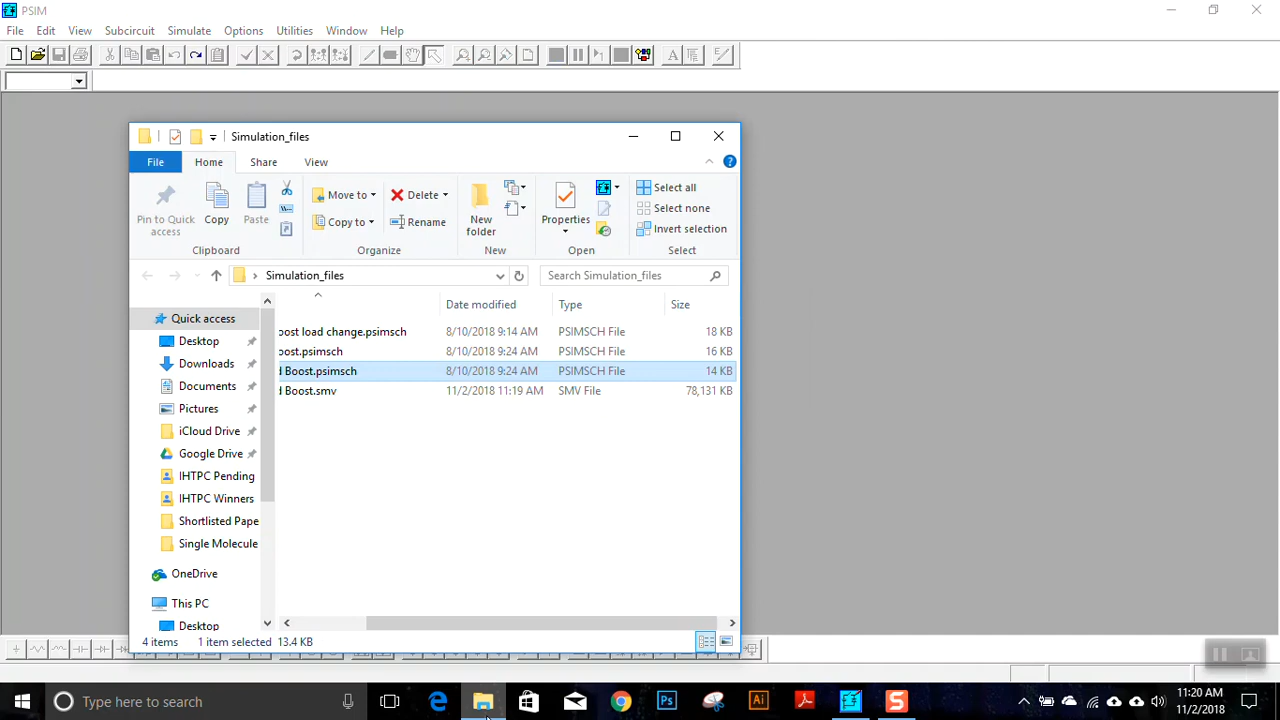 PSIM
File Edit View Subcircuit Simulate Options Utilities Window Help
Simulation_files
File Home Share View
Pin to Quick access
Copy
Paste
Move to
Copy to
Delete
Rename
New folder
Properties
Select all
Select none
Invert selection
Clipboard Organize New Open Select
Simulation_files
Search Simulation_files
Date modified Type Size
oost load change.psimsch 8/10/2018 9:14 AM PSIMSCH File 18 KB
oost.psimsch 8/10/2018 9:24 AM PSIMSCH File 16 KB
d Boost.psimsch 8/10/2018 9:24 AM PSIMSCH File 14 KB
d Boost.smv 11/2/2018 11:19 AM SMV File 78,131 KB
Quick access
Desktop
Downloads
Documents
Pictures
iCloud Drive
Google Drive
IHTPC Pending
IHTPC Winners
Shortlisted Pape
Single Molecule
OneDrive
This PC
Desktop
4 items 1 item selected 13.4 KB
Type here to search
Ps
Ai
S
11:20 AM
11/2/2018